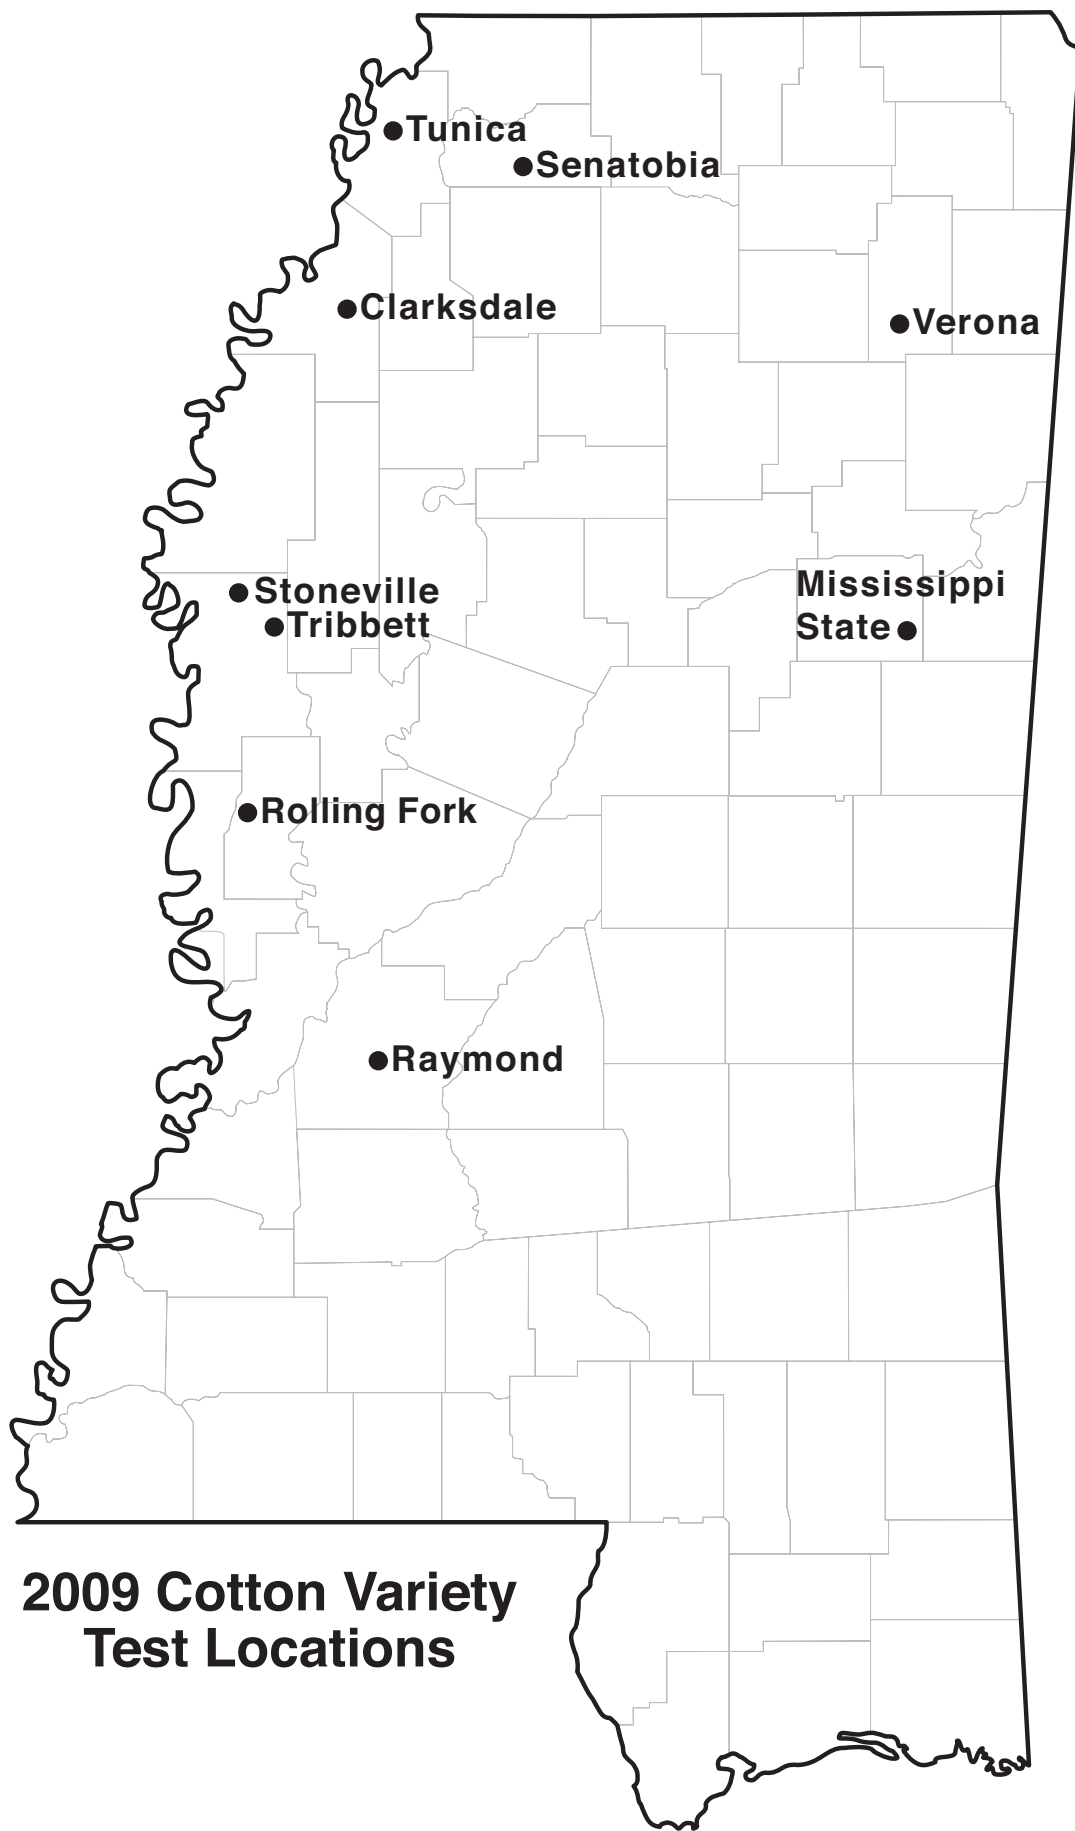 Tunica
Senatobia
Clarksdale
Verona
Stoneville
Tribbett
Mississippi
State
Rolling Fork
Raymond
2009 Cotton Variety
Test Locations